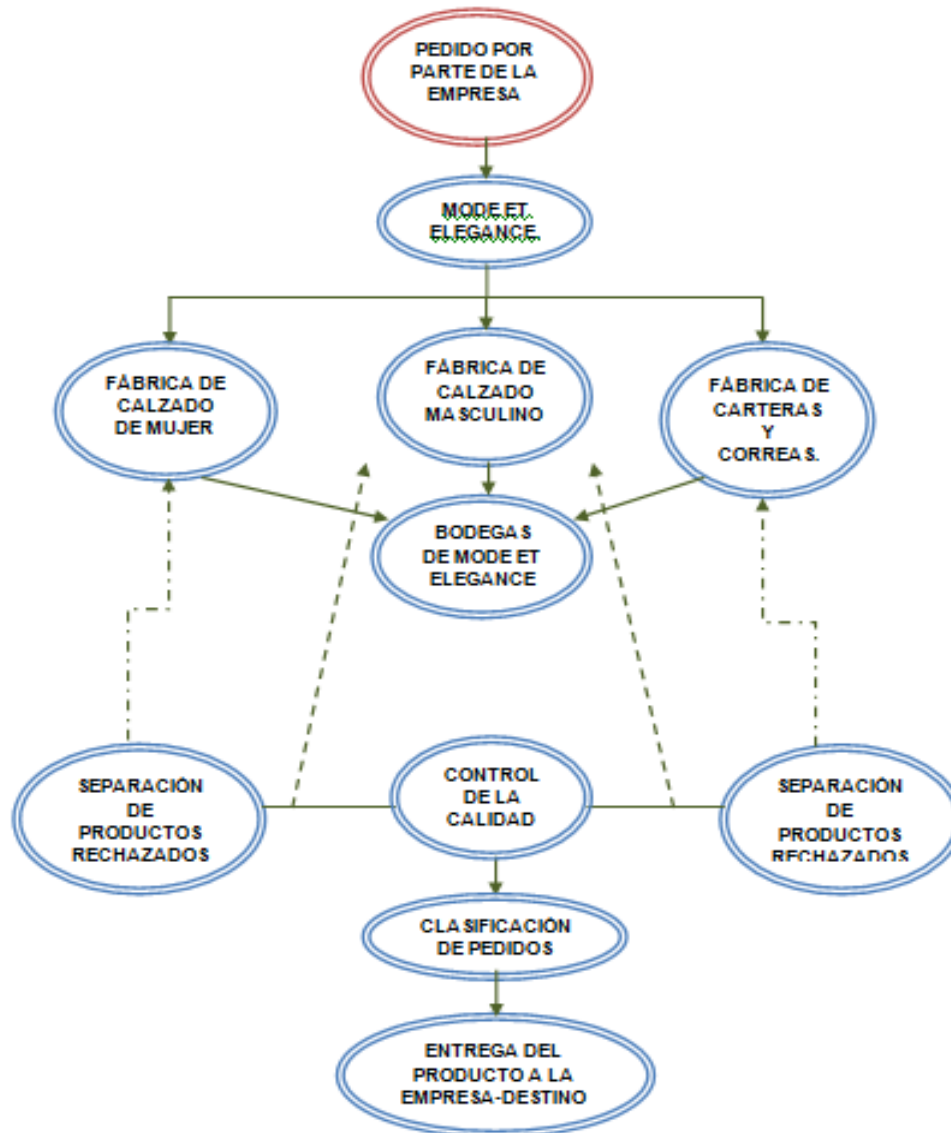 PEDIDO POR
PARTE DE LA
EMPRESA
MODE ET
ELEGANCE.
FÁBRICA DE
CALZADO
DE MUJER
FÁBRICA DE
CALZADO
MASCULINO
FÁBRICA DE
CARTERAS
Y
CORREAS.
BODEGAS
DE MODE ET
ELEGANCE
SEPARACIÓN
DE
PRODUCTOS
RECHAZADOS
CONTROL
DE LA
CALIDAD
SEPARACIÓN
DE
PRODUCTOS
RECHAZADOS
CLASIFICACIÓN
DE PEDIDOS
ENTREGA DEL
PRODUCTO A LA
EMPRESA-DESTINO